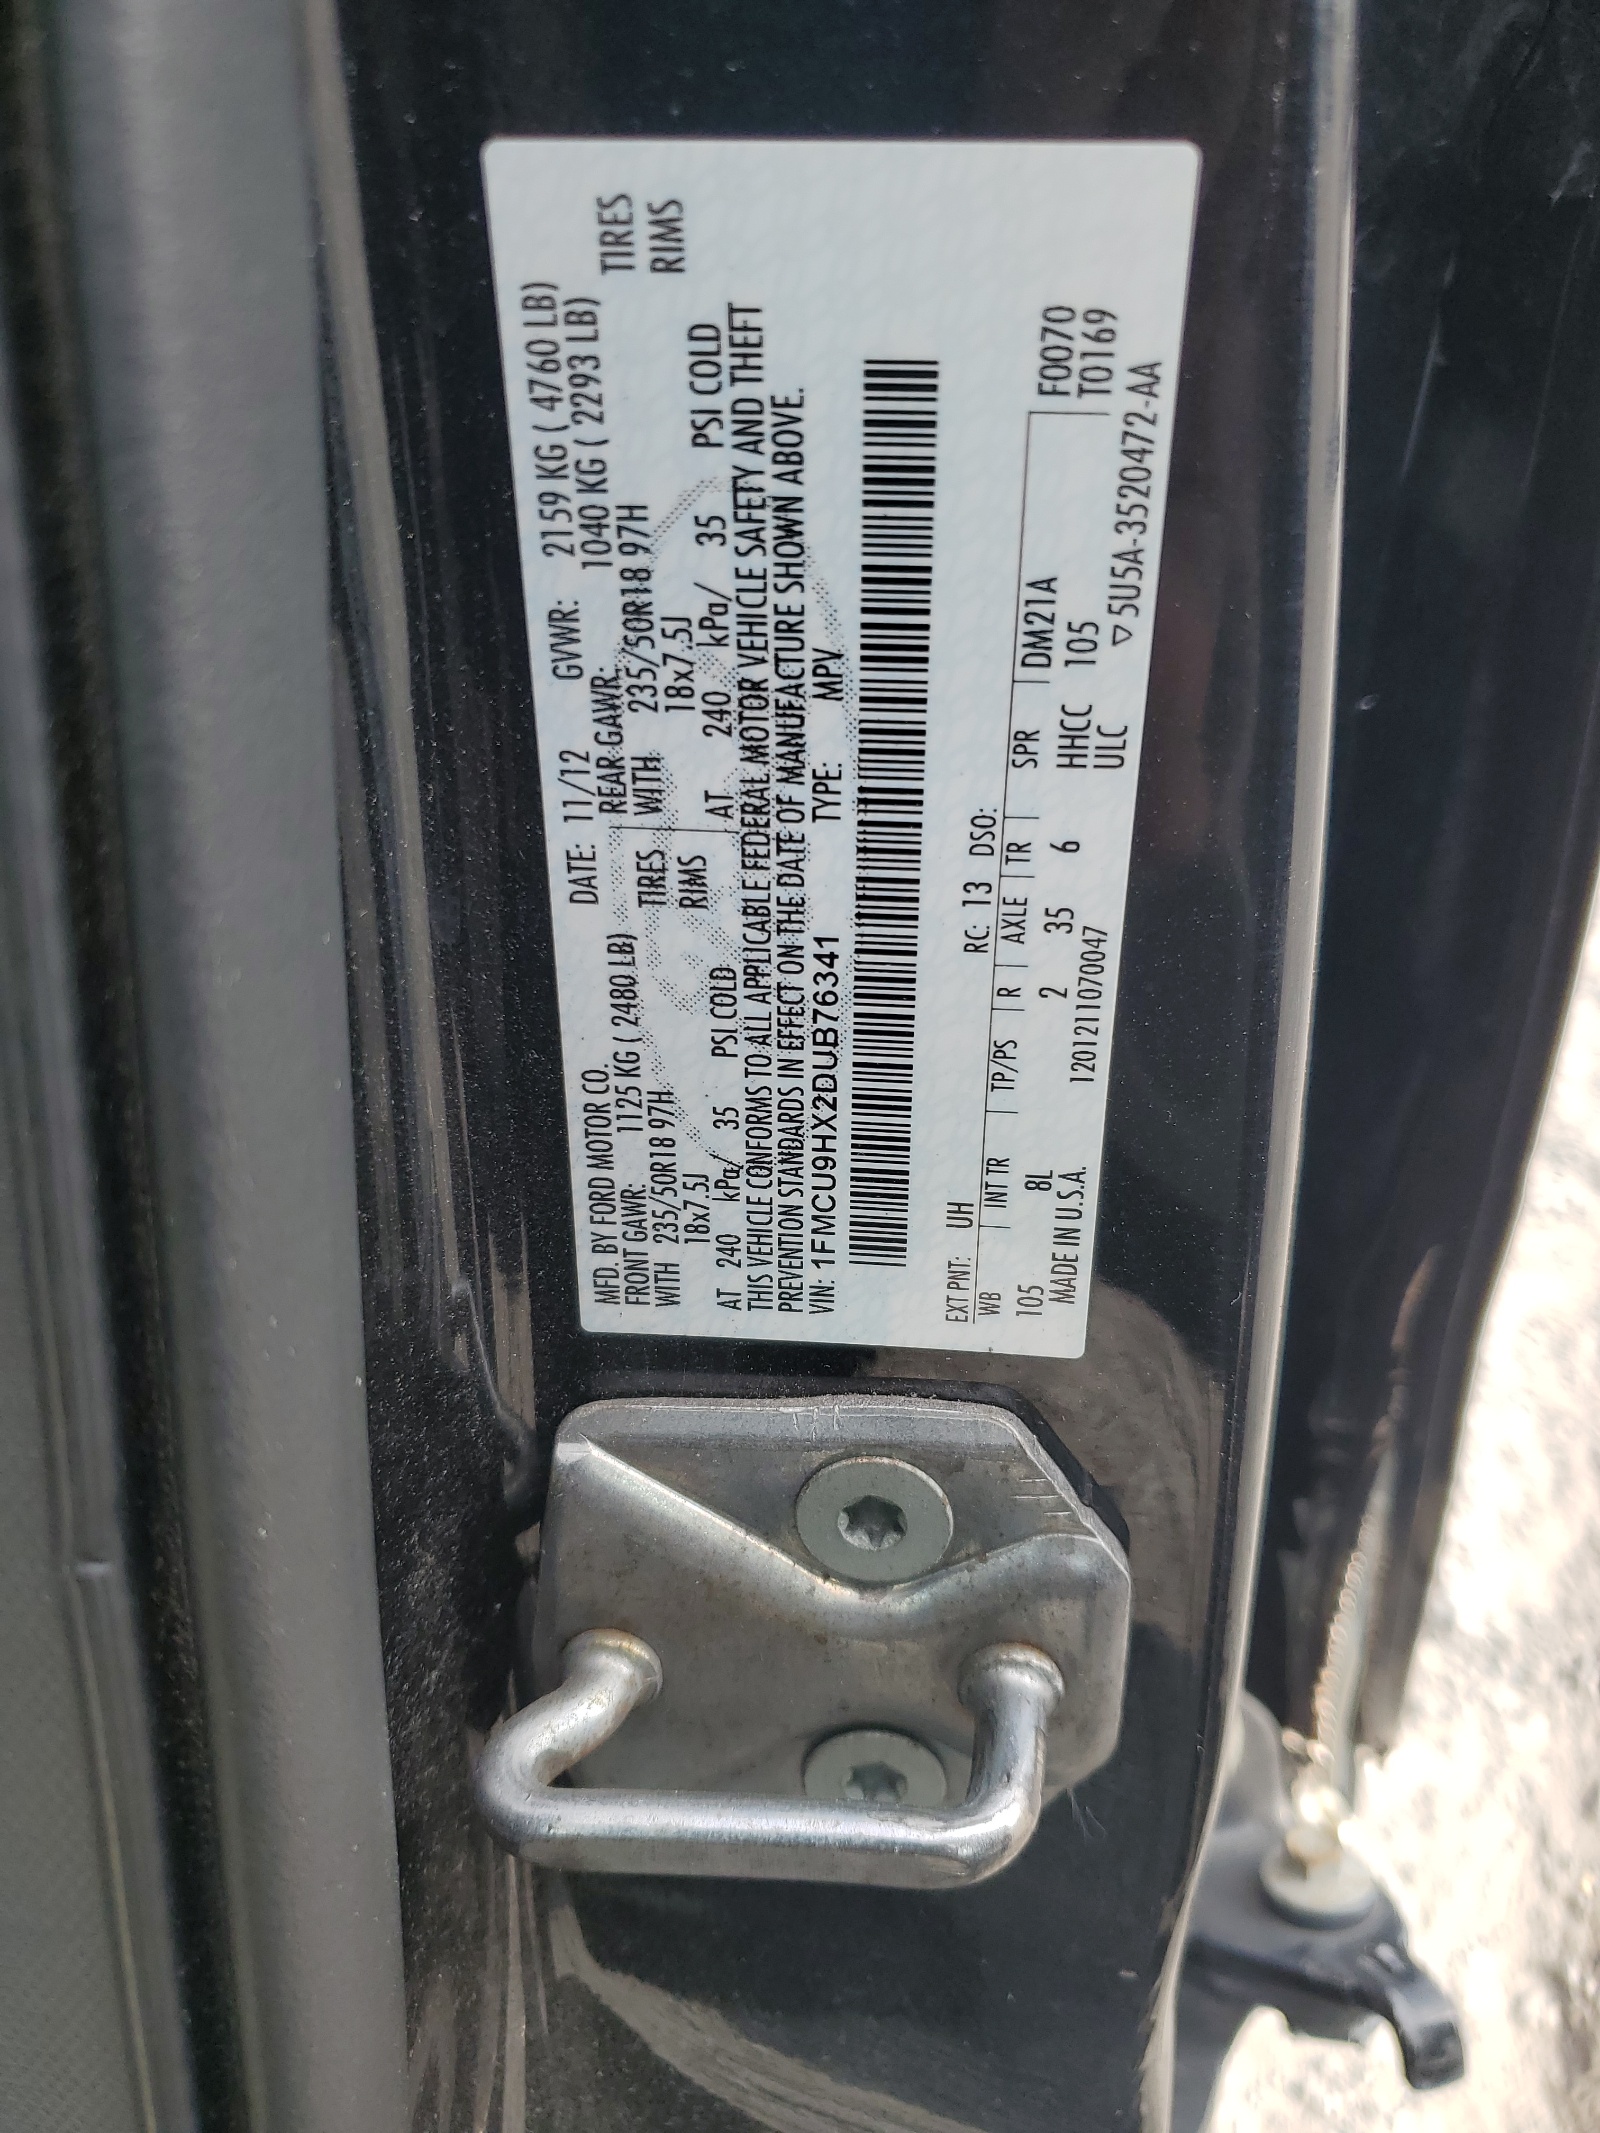 MFD. BY FORD MOTOR CO. DATE: 11/12 GVWR: 2159 KG ( 4760 LB)
FRONT GAWR: 1125 KG ( 2480 LB) REAR GAWR: 1040 KG ( 2293 LB)
WITH 235/50R18 97H TIRES WITH 235/50R18 97H TIRES
18x7.5J RIMS 18x7.5J RIMS
AT 240 kPa/ 35 PSI COLD AT 240 kPa/ 35 PSI COLD
THIS VEHICLE CONFORMS TO ALL APPLICABLE FEDERAL MOTOR VEHICLE SAFETY AND THEFT
PREVENTION STANDARDS IN EFFECT ON THE DATE OF MANUFACTURE SHOWN ABOVE.
VIN: 1FMCU9HX2DUB76341 TYPE: MPV
EXT PNT: UH RC: 13 DSO:
WB INT TR TP/PS R AXLE TR SPR DM21A F0070
105 8L 2 35 6 HHCC 105 T0169
MADE IN U.S.A. 120121107 0047 ULC ▽5U5A-3520472-AA